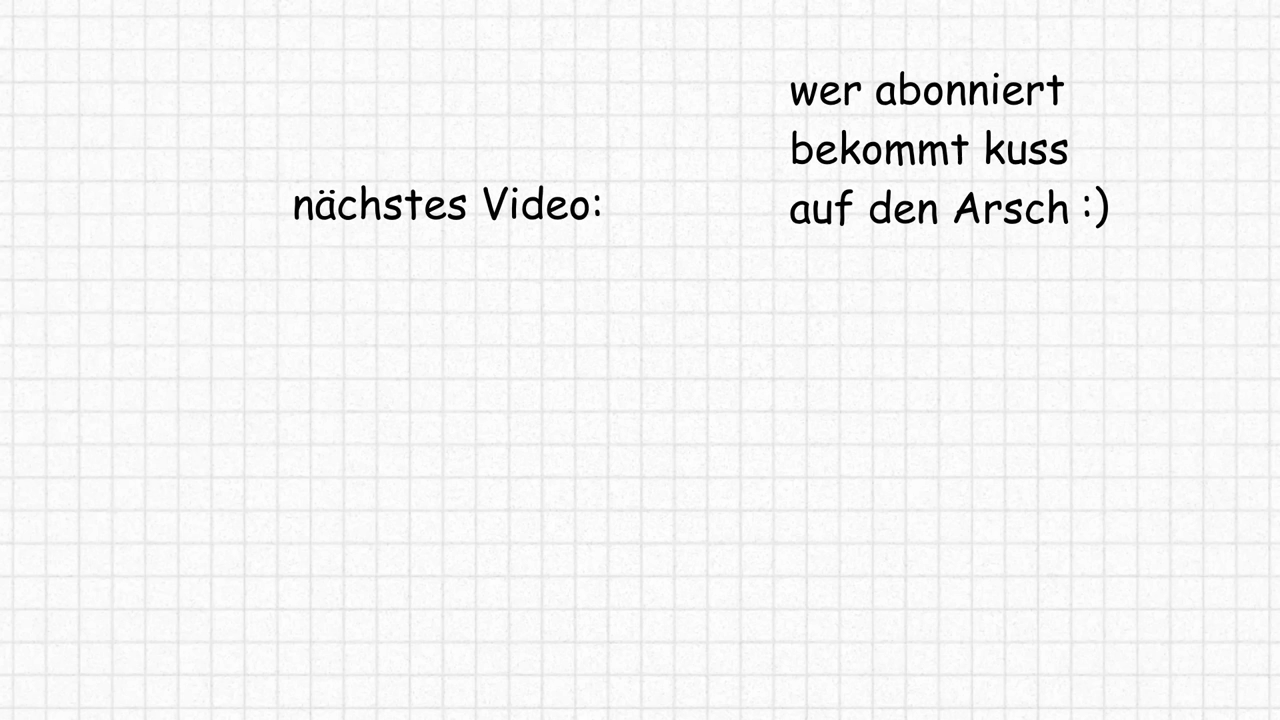 nächstes Video:
wer abonniert
bekommt kuss
auf den Arsch :)